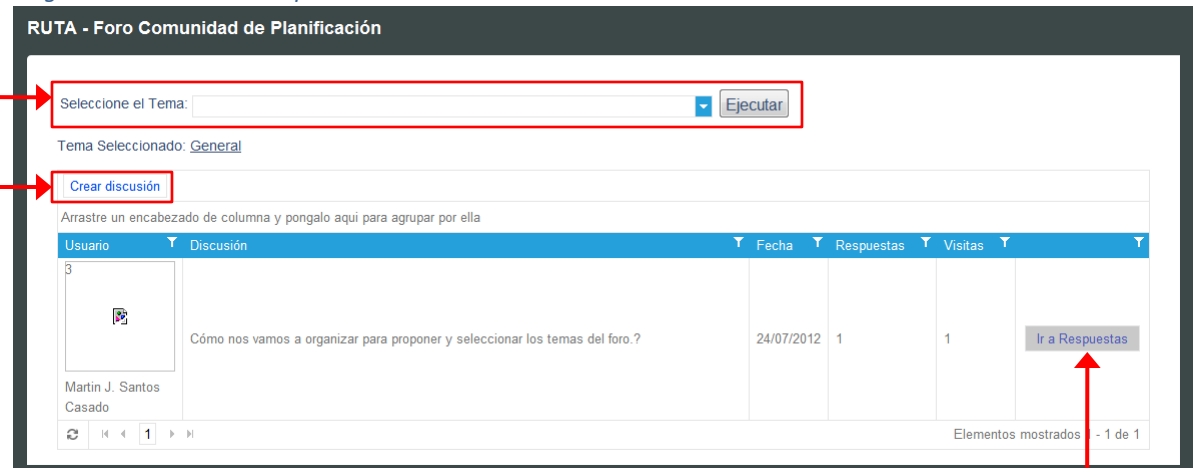 RUTA - Foro Comunidad de Planificación
Seleccione el Tema: Ejecutar
Tema Seleccionado: General
Crear discusión
Arrastre un encabezado de columna y pongalo aqui para agrupar por ella
Usuario Discusión Fecha Respuestas Visitas
3
Cómo nos vamos a organizar para proponer y seleccionar los temas del foro.? 24/07/2012 1 1 Ir a Respuestas
Martin J. Santos
Casado
1 Elementos mostrados - 1 de 1